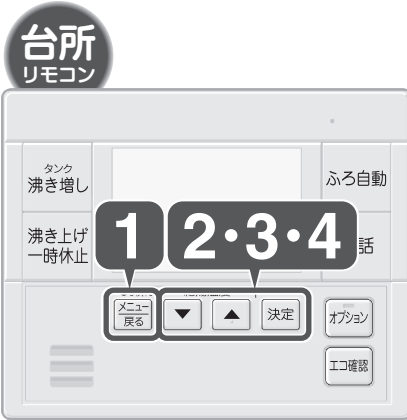 台所
リモコン
タンク
沸き増し
ふろ自動
沸き上げ
一時休止
1
2・3・4
話
メニュー
戻る
▼
▲
決定
オプション
エコ確認